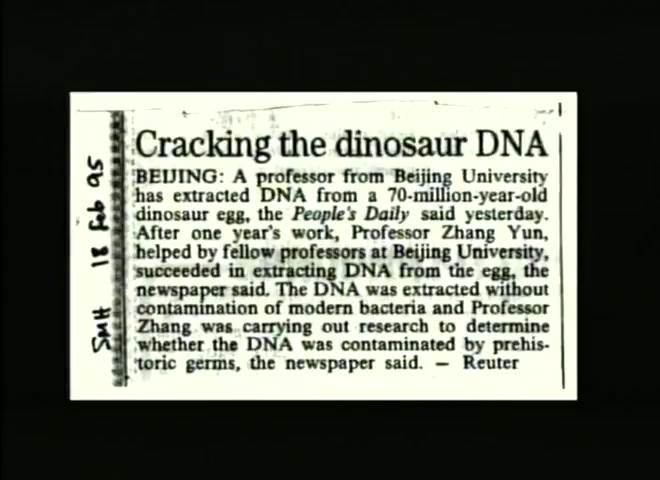 Cracking the dinosaur DNA
BEIJING: A professor from Beijing University
has extracted DNA from a 70-million-year-old
dinosaur egg, the People's Daily said yesterday.
After one year's work, Professor Zhang Yun,
helped by fellow professors at Beijing University,
succeeded in extracting DNA from the egg, the
newspaper said. The DNA was extracted without
contamination of modern bacteria and Professor
Zhang was carrying out research to determine
whether the DNA was contaminated by prehis-
toric germs, the newspaper said. — Reuter
SMH 18 Feb 95